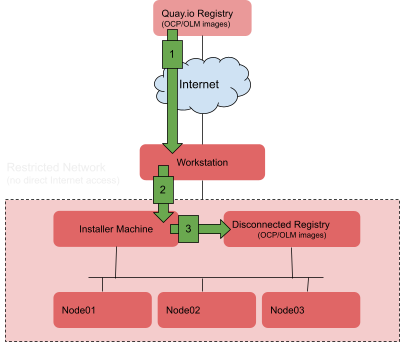 Quay.io Registry
(OCP/OLM images)
1
Internet
Workstation
Restricted Network
(no direct Internet access)
2
Installer Machine
3
Disconnected Registry
(OCP/OLM images)
Node01
Node02
Node03